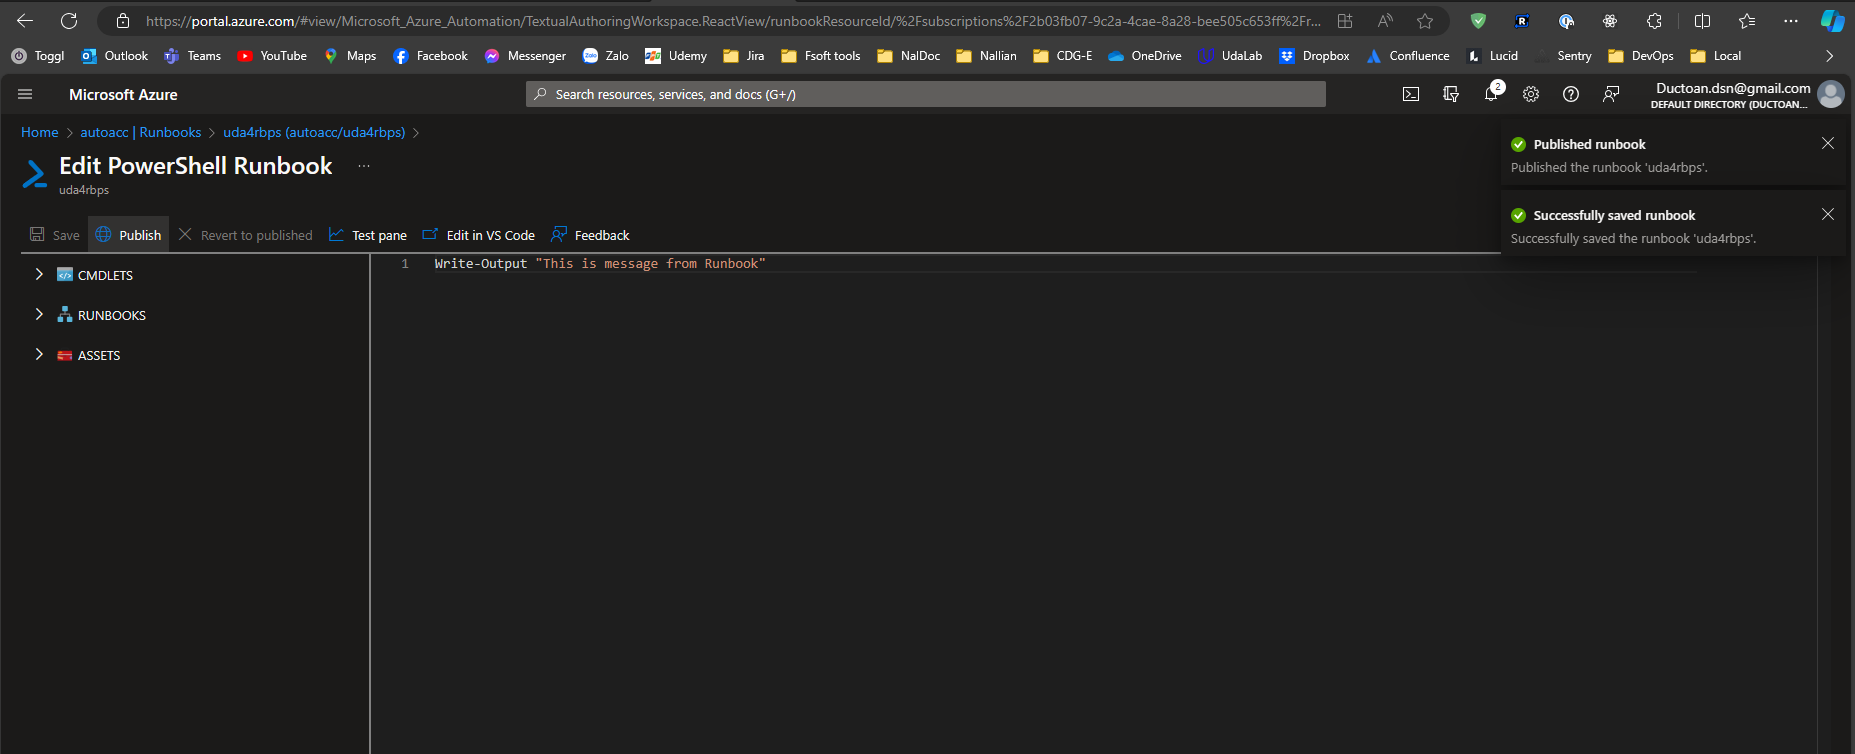 https://portal.azure.com/#view/Microsoft_Azure_Automation/TextualAuthoringWorkspace.ReactView/runbookResourceId/%2Fsubscriptions%2F2b03fb07-9c2a-4cae-8a28-bee505c653ff%2Fr...
Toggl Outlook Teams YouTube Maps Facebook Messenger Zalo Udemy Jira Fsoft tools NalDoc Nallian CDG-E OneDrive UdaLab Dropbox Confluence Lucid Sentry DevOps Local
Microsoft Azure
Search resources, services, and docs (G+/)
2
Ductoan.dsn@gmail.com
DEFAULT DIRECTORY (DUCTOAN...
Home > autoacc | Runbooks > uda4rbps (autoacc/uda4rbps) >
Edit PowerShell Runbook ...
uda4rbps
Published runbook
Published the runbook 'uda4rbps'.
Successfully saved runbook
Successfully saved the runbook 'uda4rbps'.
Save Publish Revert to published Test pane Edit in VS Code Feedback
CMDLETS
RUNBOOKS
ASSETS
1 Write-Output "This is message from Runbook"